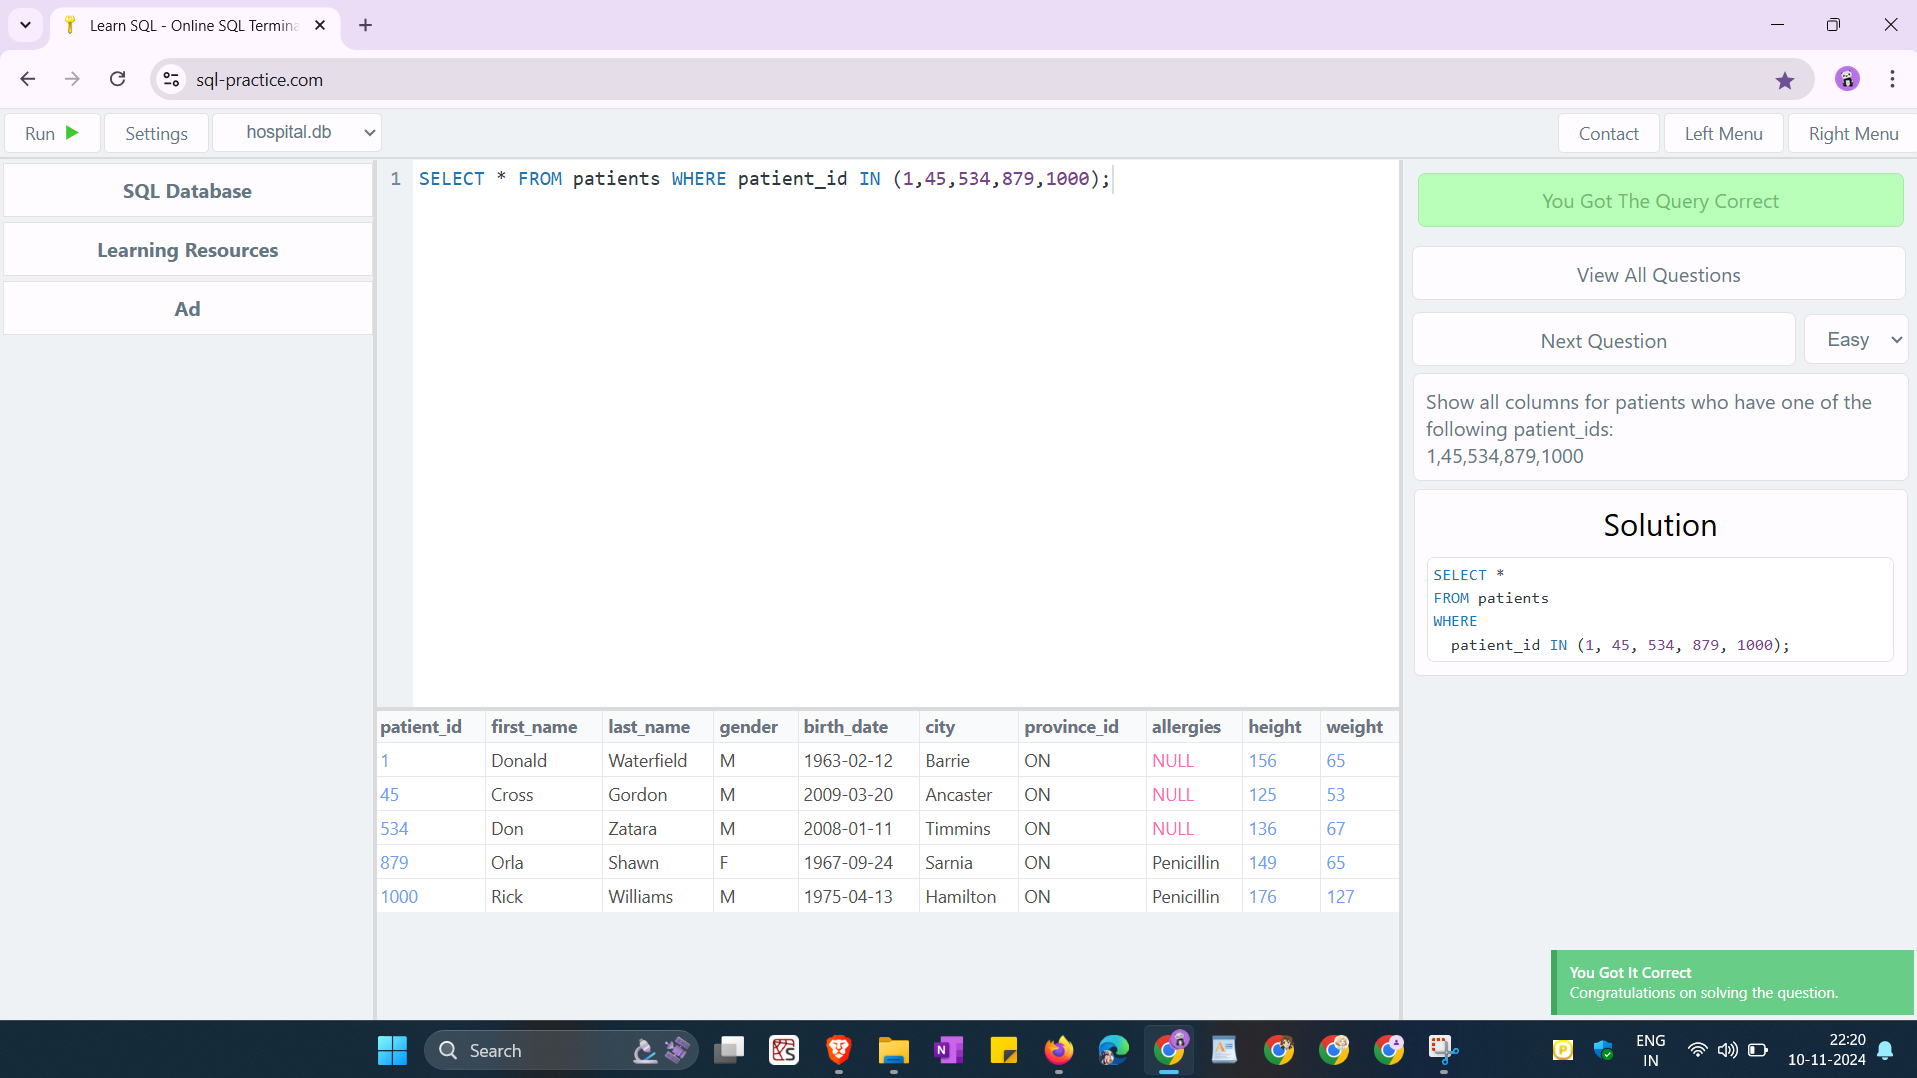 Learn SQL - Online SQL Termina
sql-practice.com
Run Settings hospital.db Contact Left Menu Right Menu
SQL Database
Learning Resources
Ad
1 SELECT * FROM patients WHERE patient_id IN (1,45,534,879,1000);
You Got The Query Correct
View All Questions
Next Question Easy
Show all columns for patients who have one of the
following patient_ids:
1,45,534,879,1000
Solution
SELECT *
FROM patients
WHERE
patient_id IN (1, 45, 534, 879, 1000);
patient_id first_name last_name gender birth_date city province_id allergies height weight
1 Donald Waterfield M 1963-02-12 Barrie ON NULL 156 65
45 Cross Gordon M 2009-03-20 Ancaster ON NULL 125 53
534 Don Zatara M 2008-01-11 Timmins ON NULL 136 67
879 Orla Shawn F 1967-09-24 Sarnia ON Penicillin 149 65
1000 Rick Williams M 1975-04-13 Hamilton ON Penicillin 176 127
You Got It Correct
Congratulations on solving the question.
Search
ENG
IN
22:20
10-11-2024